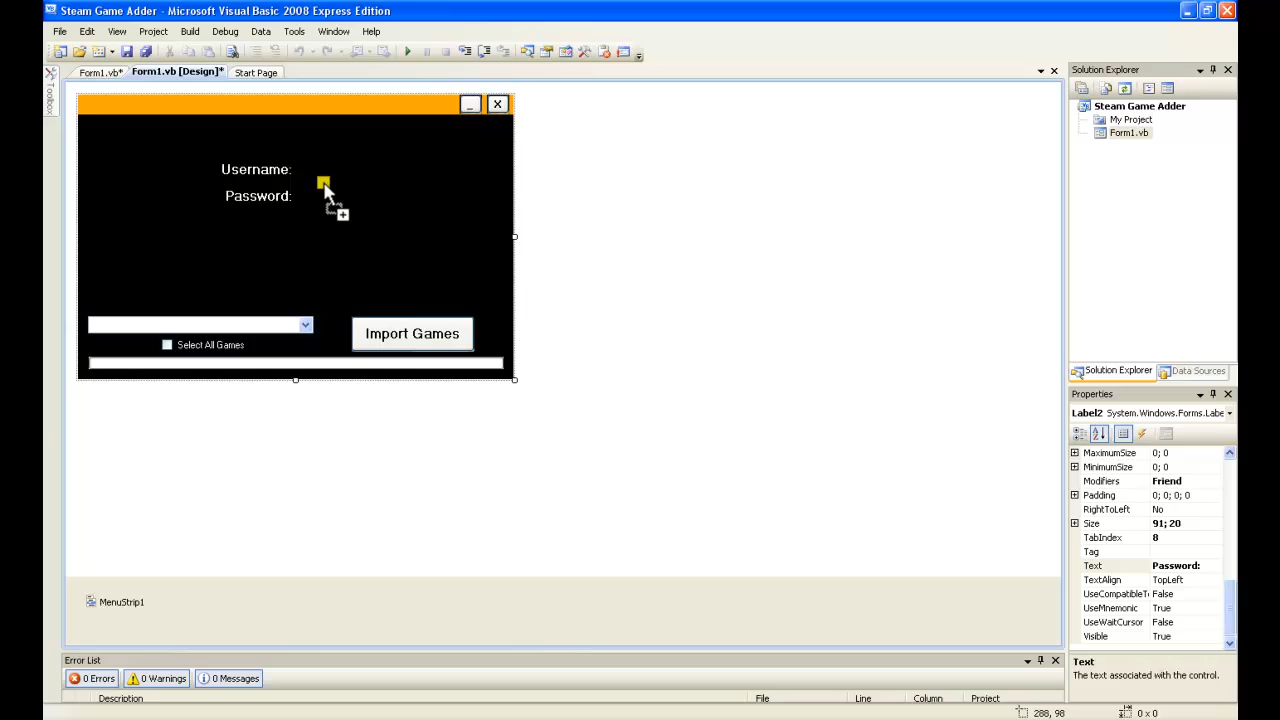 Steam Game Adder - Microsoft Visual Basic 2008 Express Edition
File Edit View Project Build Debug Data Tools Window Help
Form1.vb* Form1.vb [Design]* Start Page
Toolbox
Username:
Password:
Select All Games
Import Games
MenuStrip1
Error List
0 Errors 0 Warnings 0 Messages
Description File Line Column Project
Solution Explorer
Steam Game Adder
My Project
Form1.vb
Solution Explorer Data Sources
Properties
Label2 System.Windows.Forms.Labe
MaximumSize 0; 0
MinimumSize 0; 0
Modifiers Friend
Padding 0; 0; 0; 0
RightToLeft No
Size 91; 20
TabIndex 8
Tag
Text Password:
TextAlign TopLeft
UseCompatibleTe False
UseMnemonic True
UseWaitCursor False
Visible True
Text
The text associated with the control.
288, 98 0 x 0